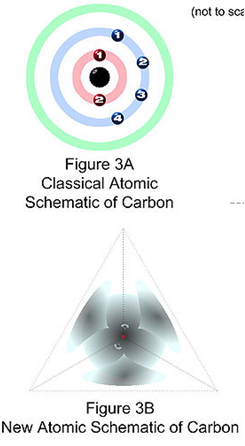 (not to sca
1
1
2
2
3
4
Figure 3A
Classical Atomic
Schematic of Carbon
Figure 3B
New Atomic Schematic of Carbon